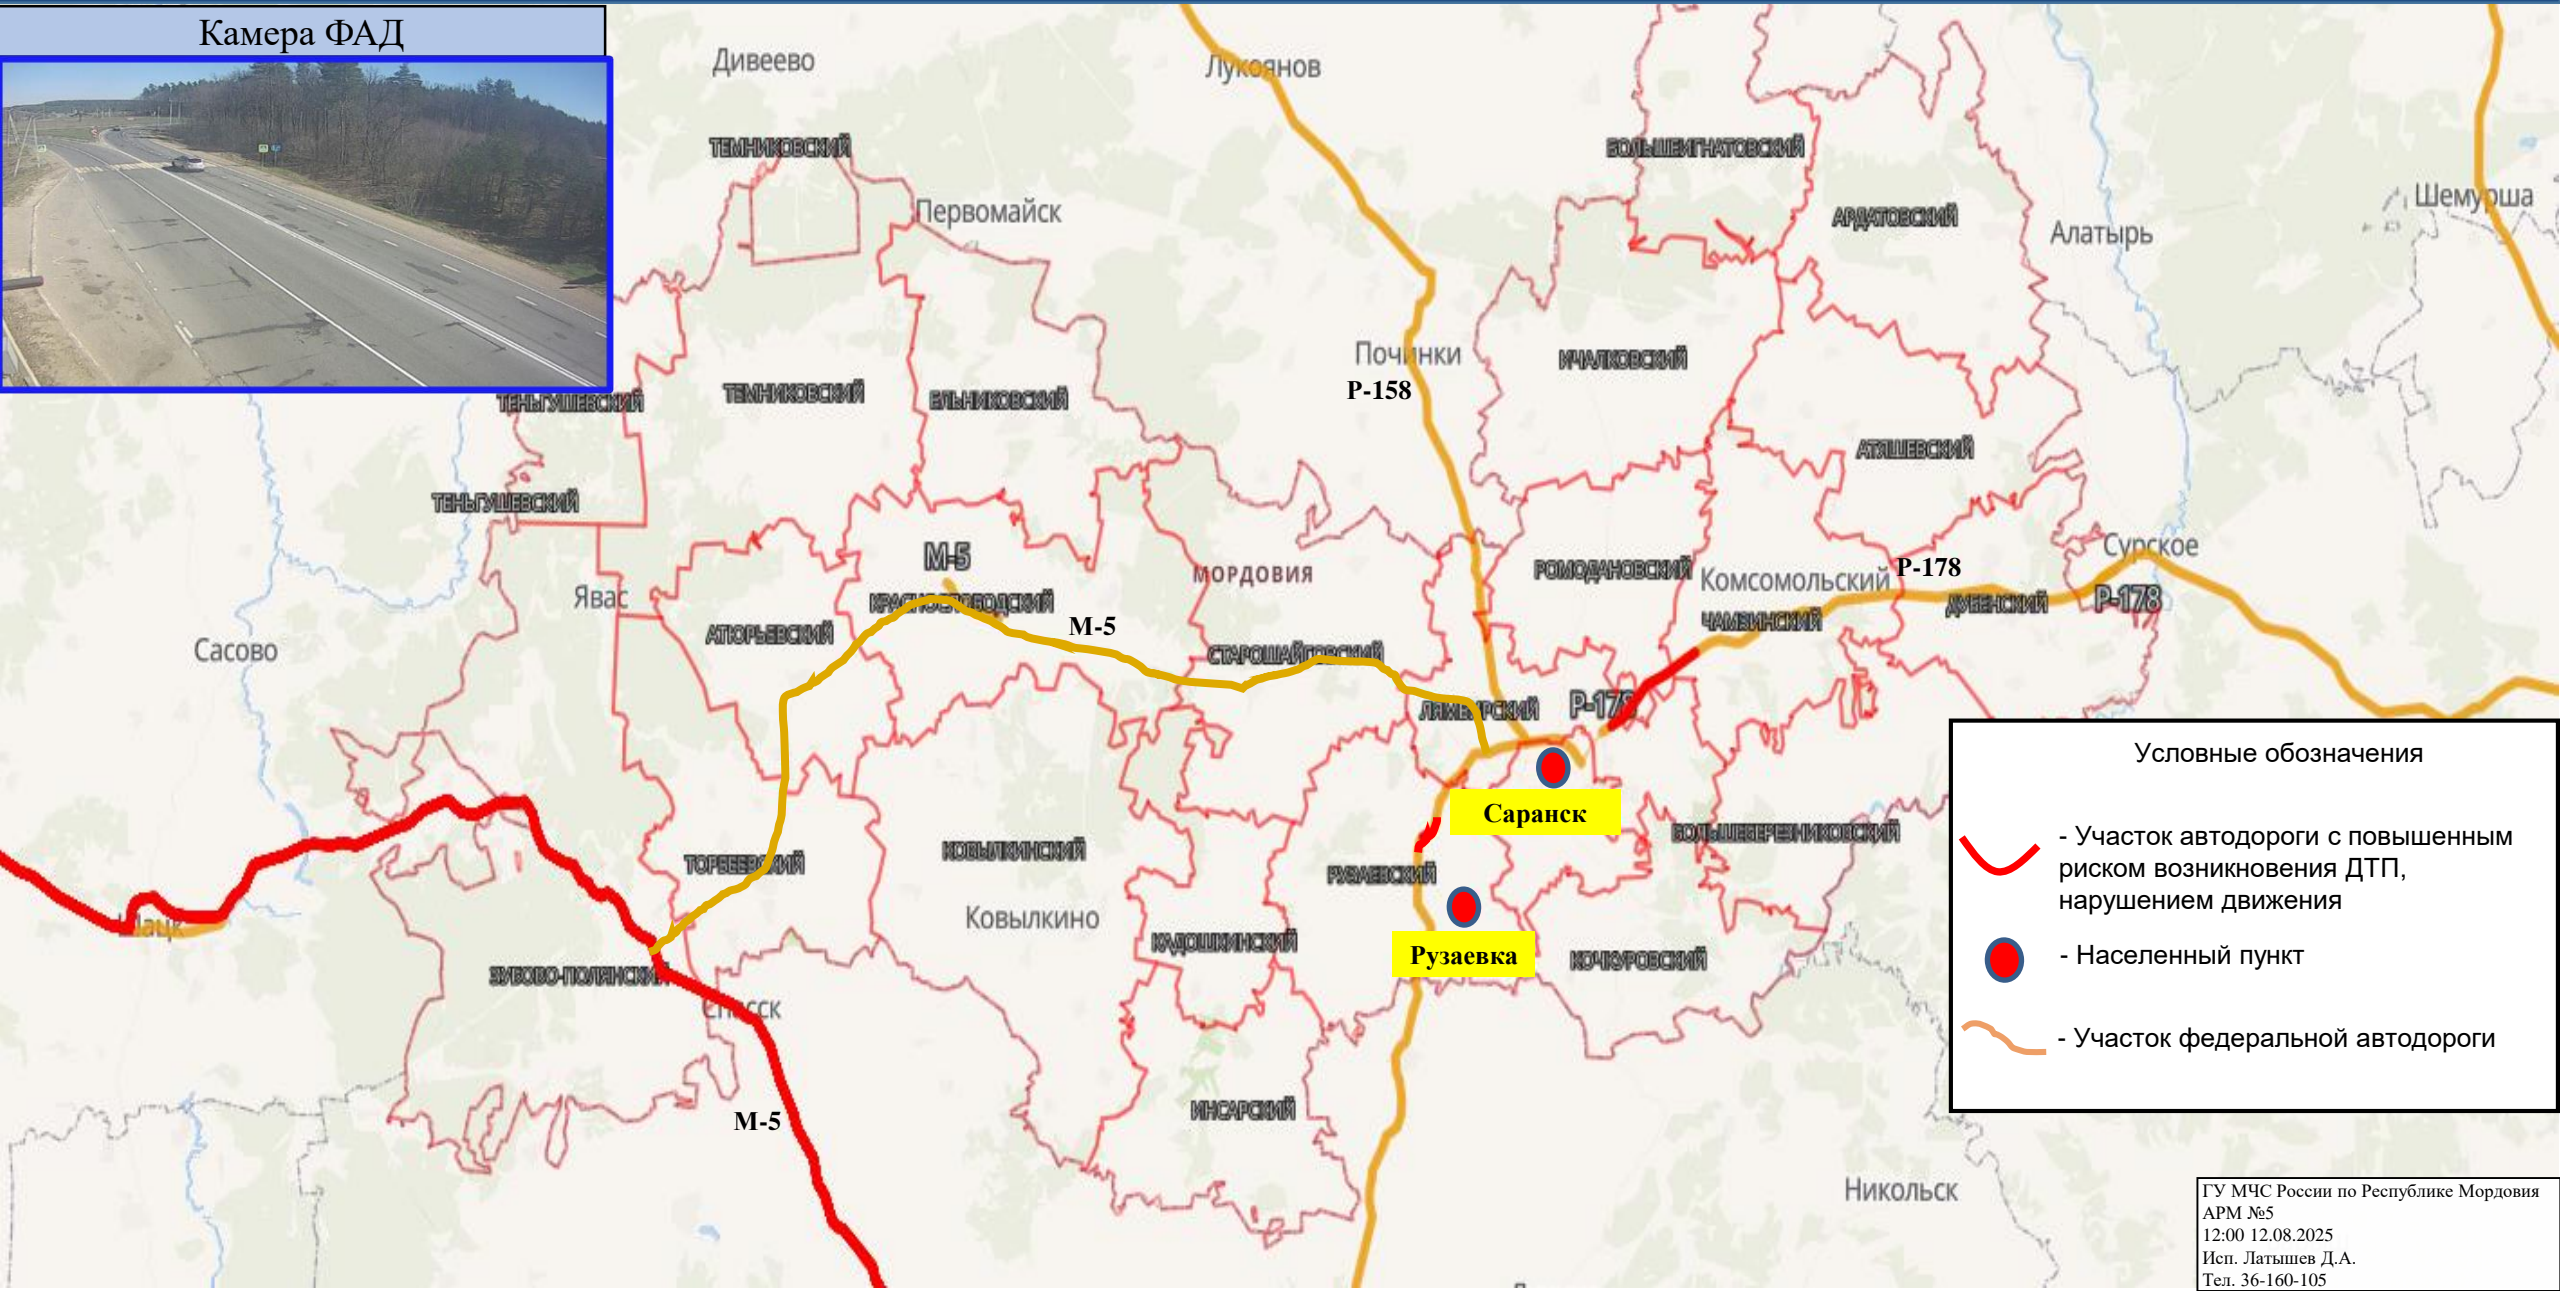 Камера ФАД
Дивеево
Лукоянов
ТЕМНИКОВСКИЙ
БОЛЬШЕИГНАТОВСКИЙ
Шемурша
Первомайск
АРДАТОВСКИЙ
Алатырь
Починки
ИЧАЛКОВСКИЙ
Р-158
ТЕМНИКОВСКИЙ
ЕЛЬНИКОВСКИЙ
ТЕНЬГУШЕВСКИЙ
АТЯШЕВСКИЙ
ТЕНЬГУШЕВСКИЙ
Сурское
М-5
МОРДОВИЯ
РОМОДАНОВСКИЙ
Комсомольский
Р-178
Явас
КРАСНОСЛОБОДСКИЙ
ДУБЕНСКИЙ
Р-178
М-5
ЧАМЗИНСКИЙ
АТЮРЬЕВСКИЙ
Сасово
СТАРОШАЙГОВСКИЙ
ЛЯМБИРСКИЙ
Р-178
Саранск
БОЛЬШЕБЕРЕЗНИКОВСКИЙ
КОВЫЛКИНСКИЙ
ТОРБЕЕВСКИЙ
РУЗАЕВСКИЙ
Шацк
Ковылкино
КАДОШКИНСКИЙ
Рузаевка
КОЧКУРОВСКИЙ
ЗУБОВО-ПОЛЯНСКИЙ
Спасск
ИНСАРСКИЙ
М-5
Никольск
Условные обозначения
- Участок автодороги с повышенным
риском возникновения ДТП,
нарушением движения
- Населенный пункт
- Участок федеральной автодороги
ГУ МЧС России по Республике Мордовия
АРМ №5
12:00 12.08.2025
Исп. Латышев Д.А.
Тел. 36-160-105